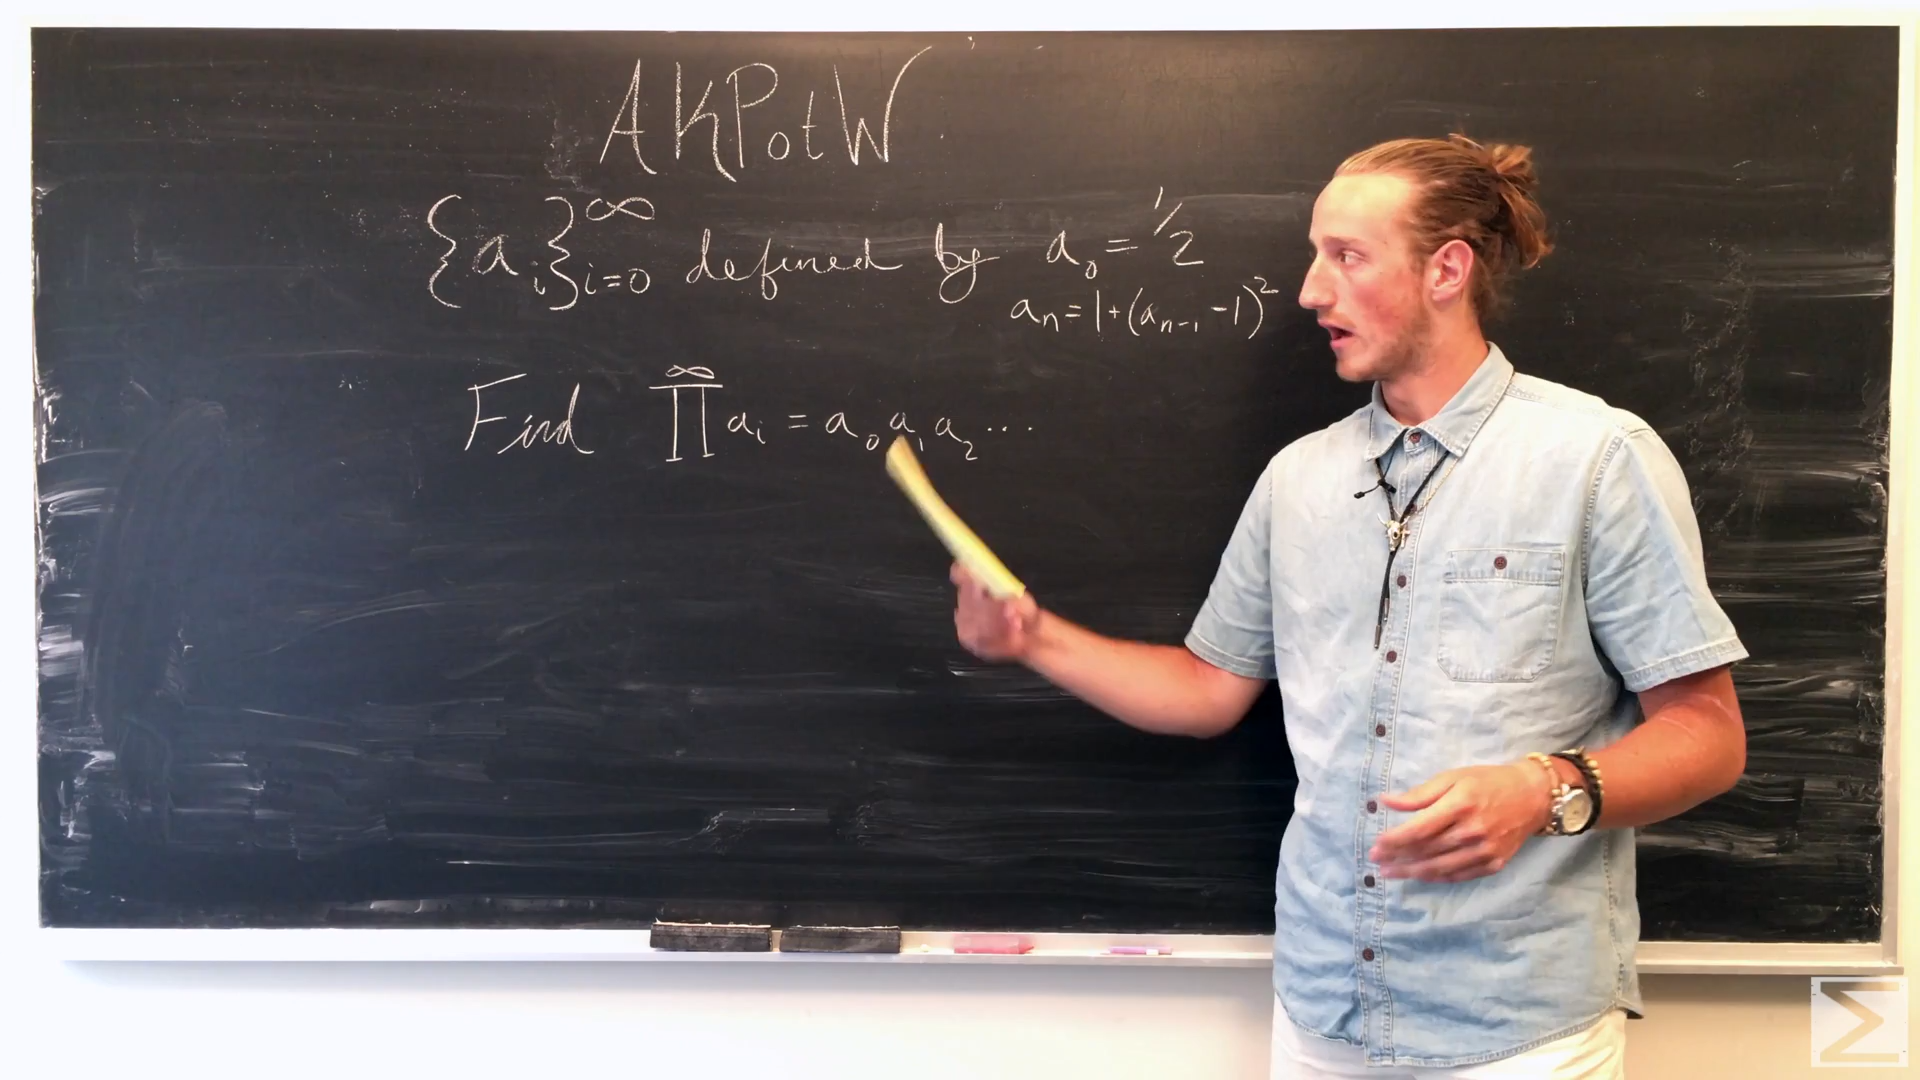 AKPotW
{a_i}_{i=0}^∞ defined by a_0 = 1/2
a_n = 1 + (a_{n-1} - 1)^2
Find ∏^∞ a_i = a_0 a_1 a_2 ...
Σ